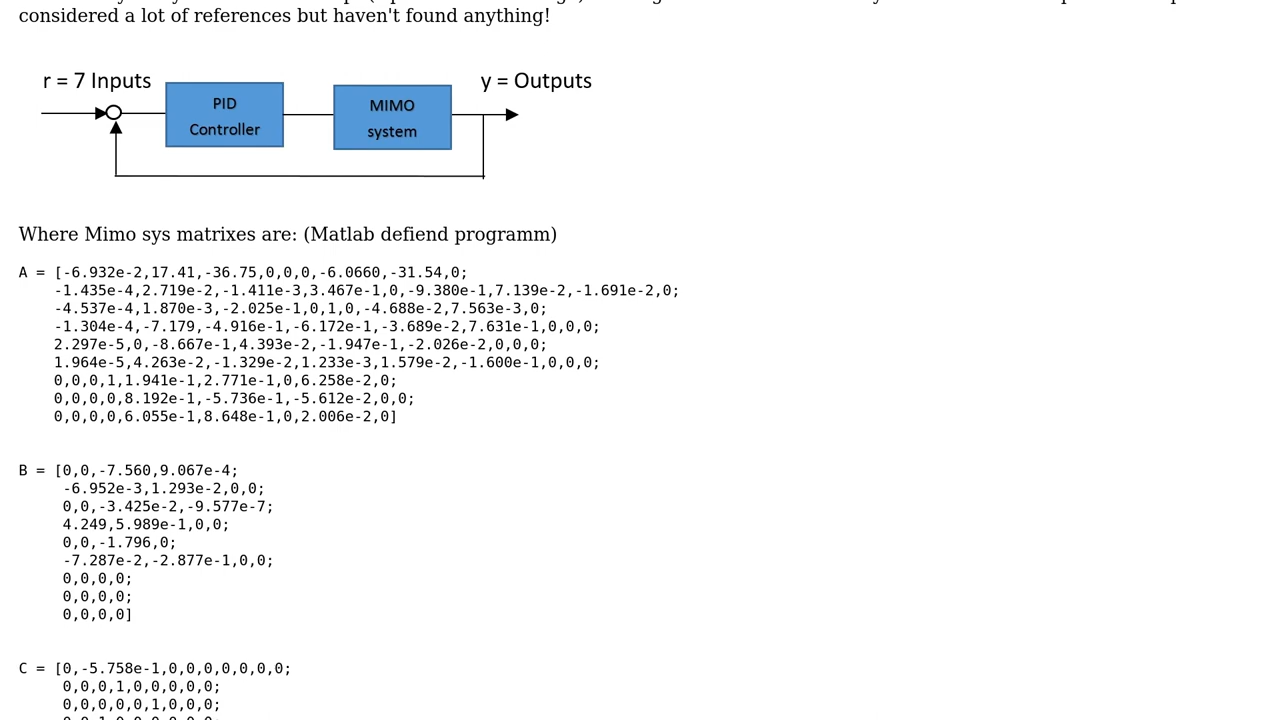 considered a lot of references but haven't found anything!
r = 7 Inputs
y = Outputs
PID
Controller
MIMO
system
Where Mimo sys matrixes are: (Matlab defiend programm)
A = [-6.932e-2,17.41,-36.75,0,0,0,-6.0660,-31.54,0;
-1.435e-4,2.719e-2,-1.411e-3,3.467e-1,0,-9.380e-1,7.139e-2,-1.691e-2,0;
-4.537e-4,1.870e-3,-2.025e-1,0,1,0,-4.688e-2,7.563e-3,0;
-1.304e-4,-7.179,-4.916e-1,-6.172e-1,-3.689e-2,7.631e-1,0,0,0;
2.297e-5,0,-8.667e-1,4.393e-2,-1.947e-1,-2.026e-2,0,0,0;
1.964e-5,4.263e-2,-1.329e-2,1.233e-3,1.579e-2,-1.600e-1,0,0,0;
0,0,0,1,1.941e-1,2.771e-1,0,6.258e-2,0;
0,0,0,0,8.192e-1,-5.736e-1,-5.612e-2,0,0;
0,0,0,0,6.055e-1,8.648e-1,0,2.006e-2,0]
B = [0,0,-7.560,9.067e-4;
-6.952e-3,1.293e-2,0,0;
0,0,-3.425e-2,-9.577e-7;
4.249,5.989e-1,0,0;
0,0,-1.796,0;
-7.287e-2,-2.877e-1,0,0;
0,0,0,0;
0,0,0,0;
0,0,0,0]
C = [0,-5.758e-1,0,0,0,0,0,0,0;
0,0,0,1,0,0,0,0,0;
0,0,0,0,0,1,0,0,0;